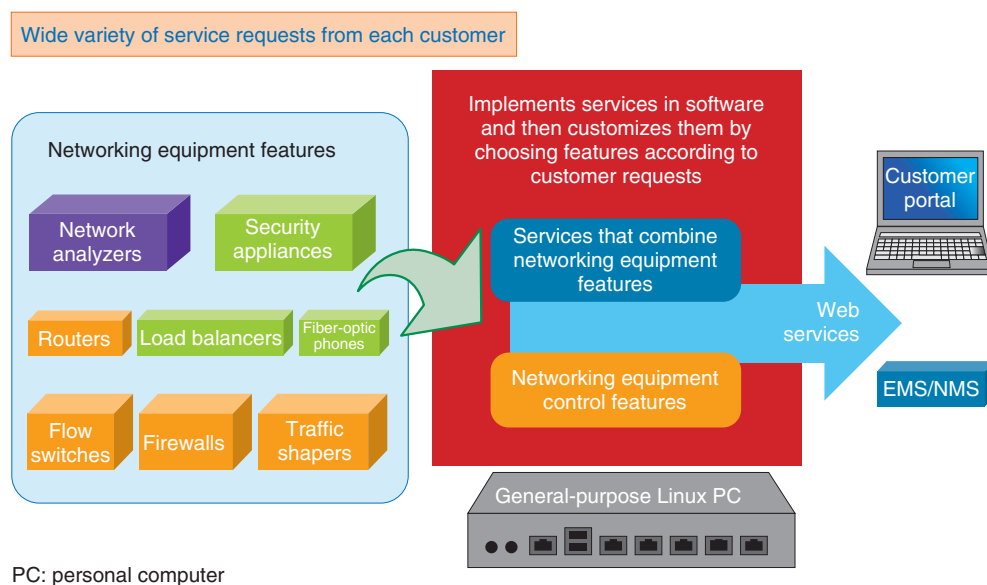 Wide variety of service requests from each customer
Networking equipment features
Network
analyzers
Security
appliances
Routers
Load balancers
Fiber-optic
phones
Flow
switches
Firewalls
Traffic
shapers
Implements services in software
and then customizes them by
choosing features according to
customer requests
Services that combine
networking equipment
features
Networking equipment
control features
Web
services
Customer
portal
EMS/NMS
General-purpose Linux PC
PC: personal computer